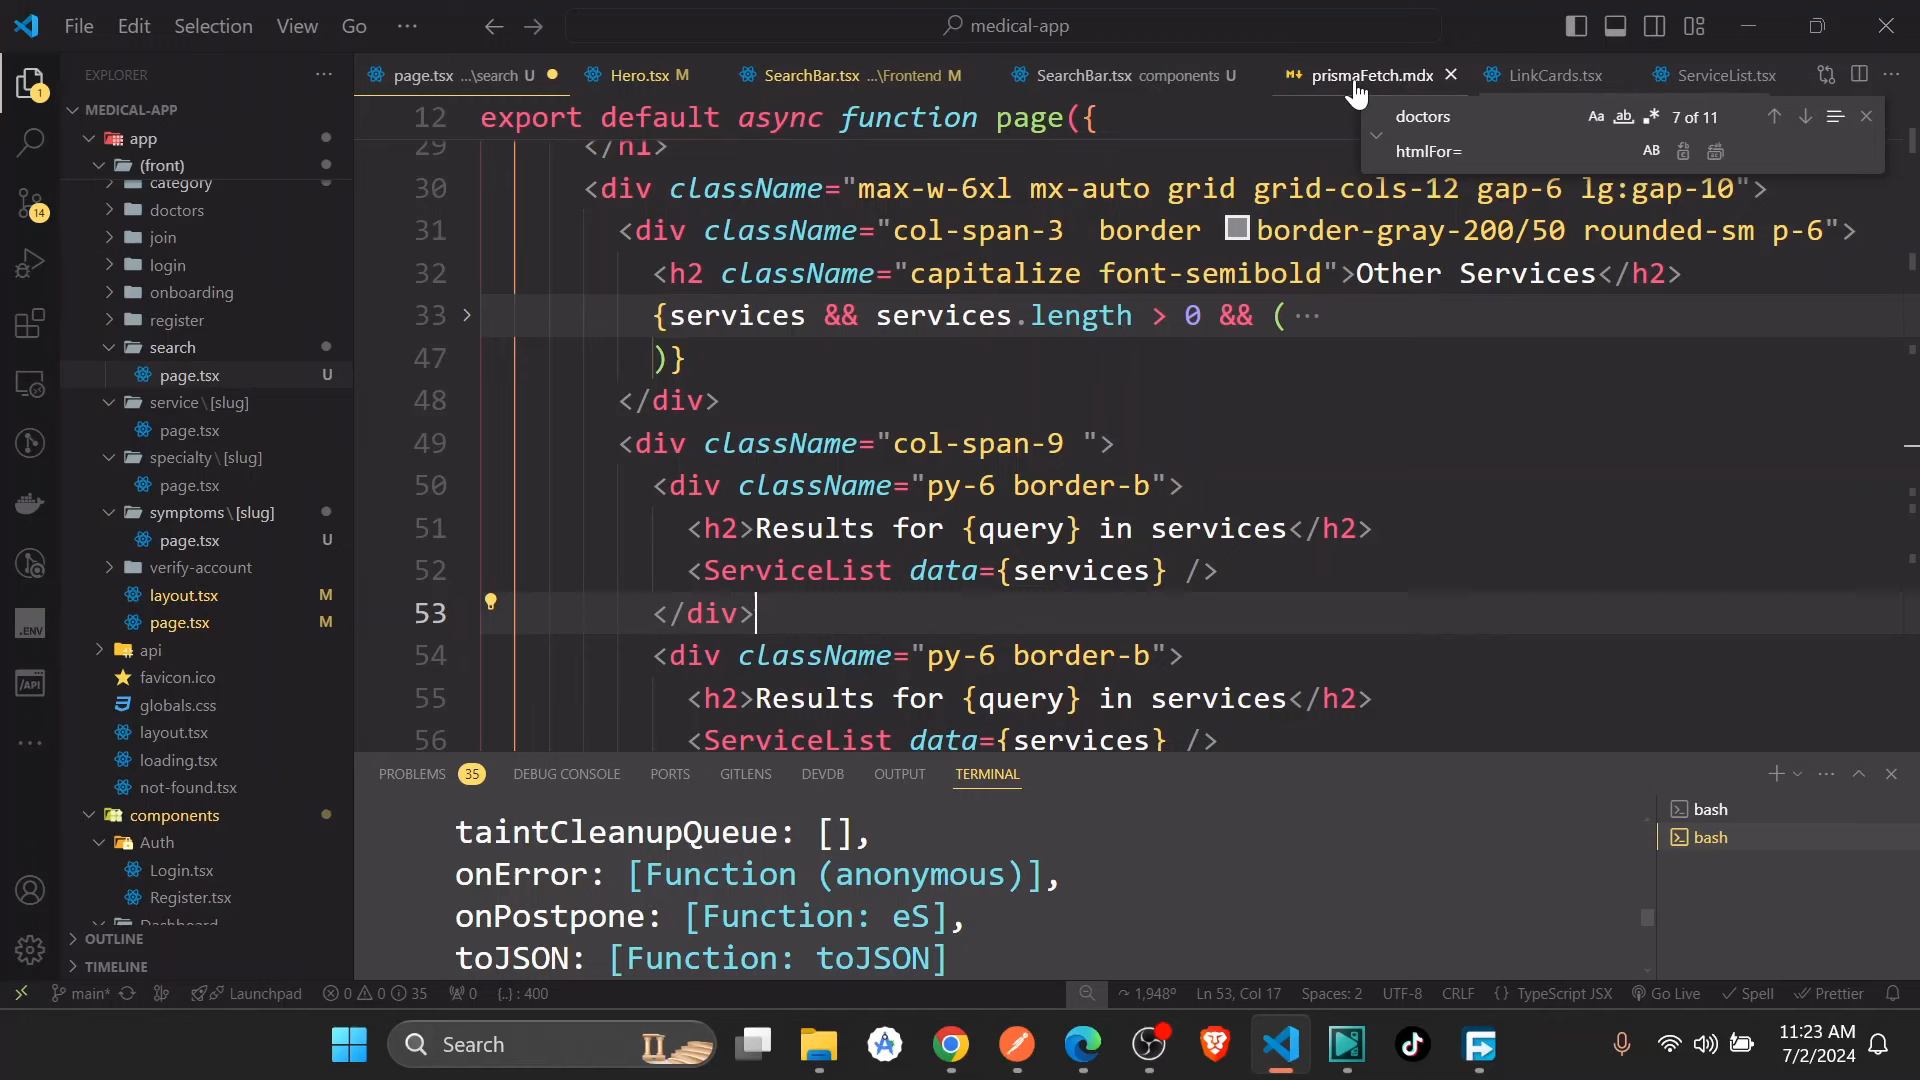 File Edit Selection View Go ··· medical-app
EXPLORER
page.tsx ...\search U Hero.tsx M SearchBar.tsx ...\Frontend M SearchBar.tsx components U prismaFetch.mdx LinkCards.tsx ServiceList.tsx
MEDICAL-APP
app
(front)
category
doctors
join
login
onboarding
register
search
page.tsx U
service\[slug]
page.tsx
specialty\[slug]
page.tsx
symptoms\[slug]
page.tsx U
verify-account
layout.tsx M
page.tsx M
api
favicon.ico
globals.css
layout.tsx
loading.tsx
not-found.tsx
components
Auth
Login.tsx
Register.tsx
Dashboard
OUTLINE
TIMELINE
1
14
.ENV
/API
doctors Aa ab 7 of 11
htmlFor= AB
12 export default async function page({
29 </h1>
30 <div className="max-w-6xl mx-auto grid grid-cols-12 gap-6 lg:gap-10">
31 <div className="col-span-3  border border-gray-200/50 rounded-sm p-6">
32 <h2 className="capitalize font-semibold">Other Services</h2>
33 {services && services.length > 0 && (···
47 )}
48 </div>
49 <div className="col-span-9 ">
50 <div className="py-6 border-b">
51 <h2>Results for {query} in services</h2>
52 <ServiceList data={services} />
53 </div>
54 <div className="py-6 border-b">
55 <h2>Results for {query} in services</h2>
56 <ServiceList data={services} />
PROBLEMS 35 DEBUG CONSOLE PORTS GITLENS DEVDB OUTPUT TERMINAL
taintCleanupQueue: [],
onError: [Function (anonymous)],
onPostpone: [Function: eS],
toJSON: [Function: toJSON]
bash
bash
main* Launchpad 0 0 35 0 {..} : 400 1,948º Ln 53, Col 17 Spaces: 2 UTF-8 CRLF {} TypeScript JSX Go Live Spell Prettier
Search
11:23 AM
7/2/2024